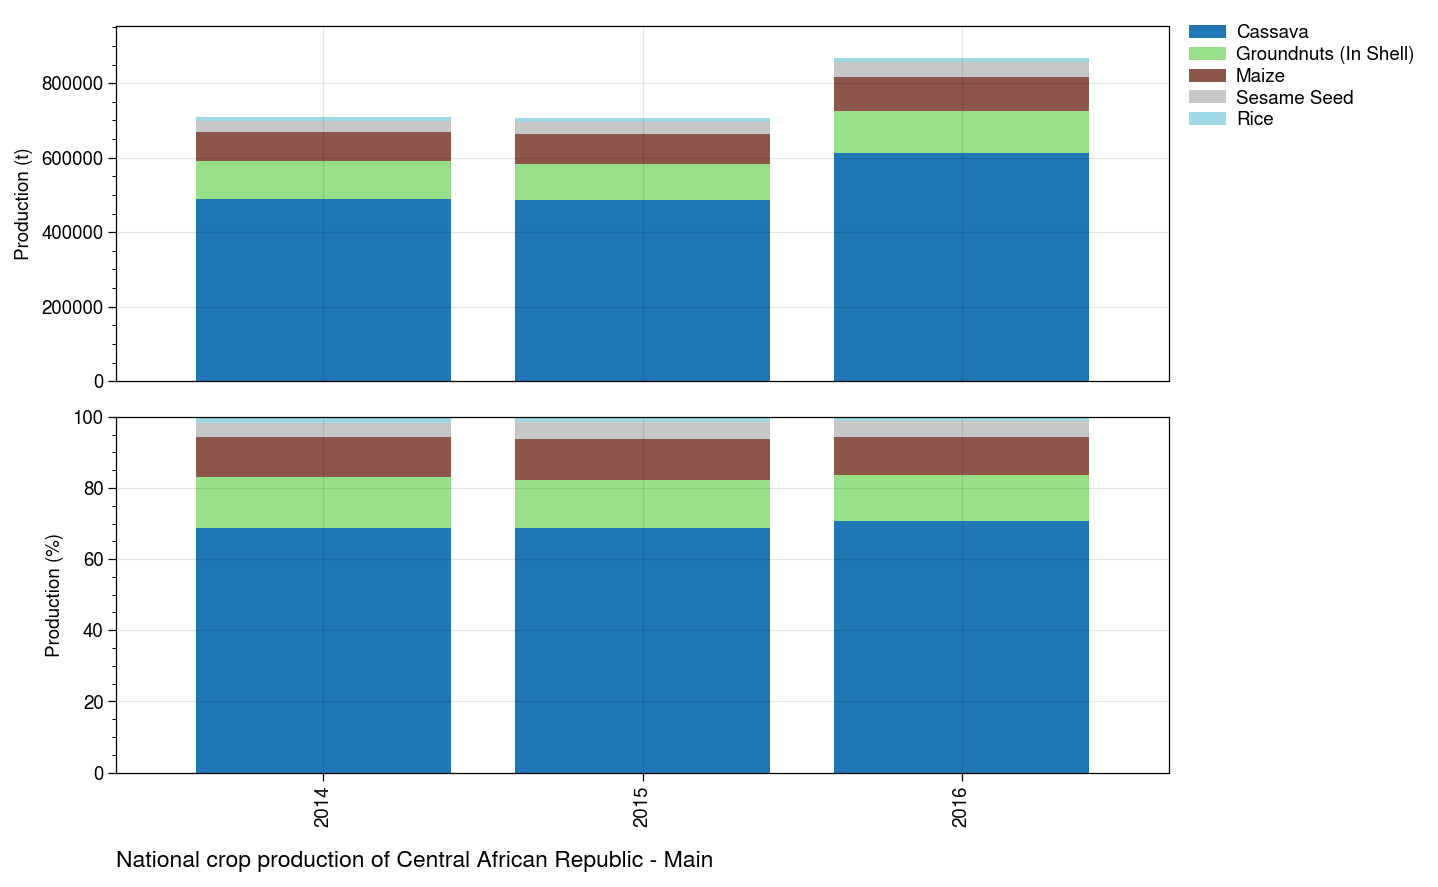 Cassava
Groundnuts (In Shell)
Maize
Sesame Seed
Rice
Production (t)
800000
600000
400000
200000
0
Production (%)
100
80
60
40
20
0
2014
2015
2016
National crop production of Central African Republic - Main